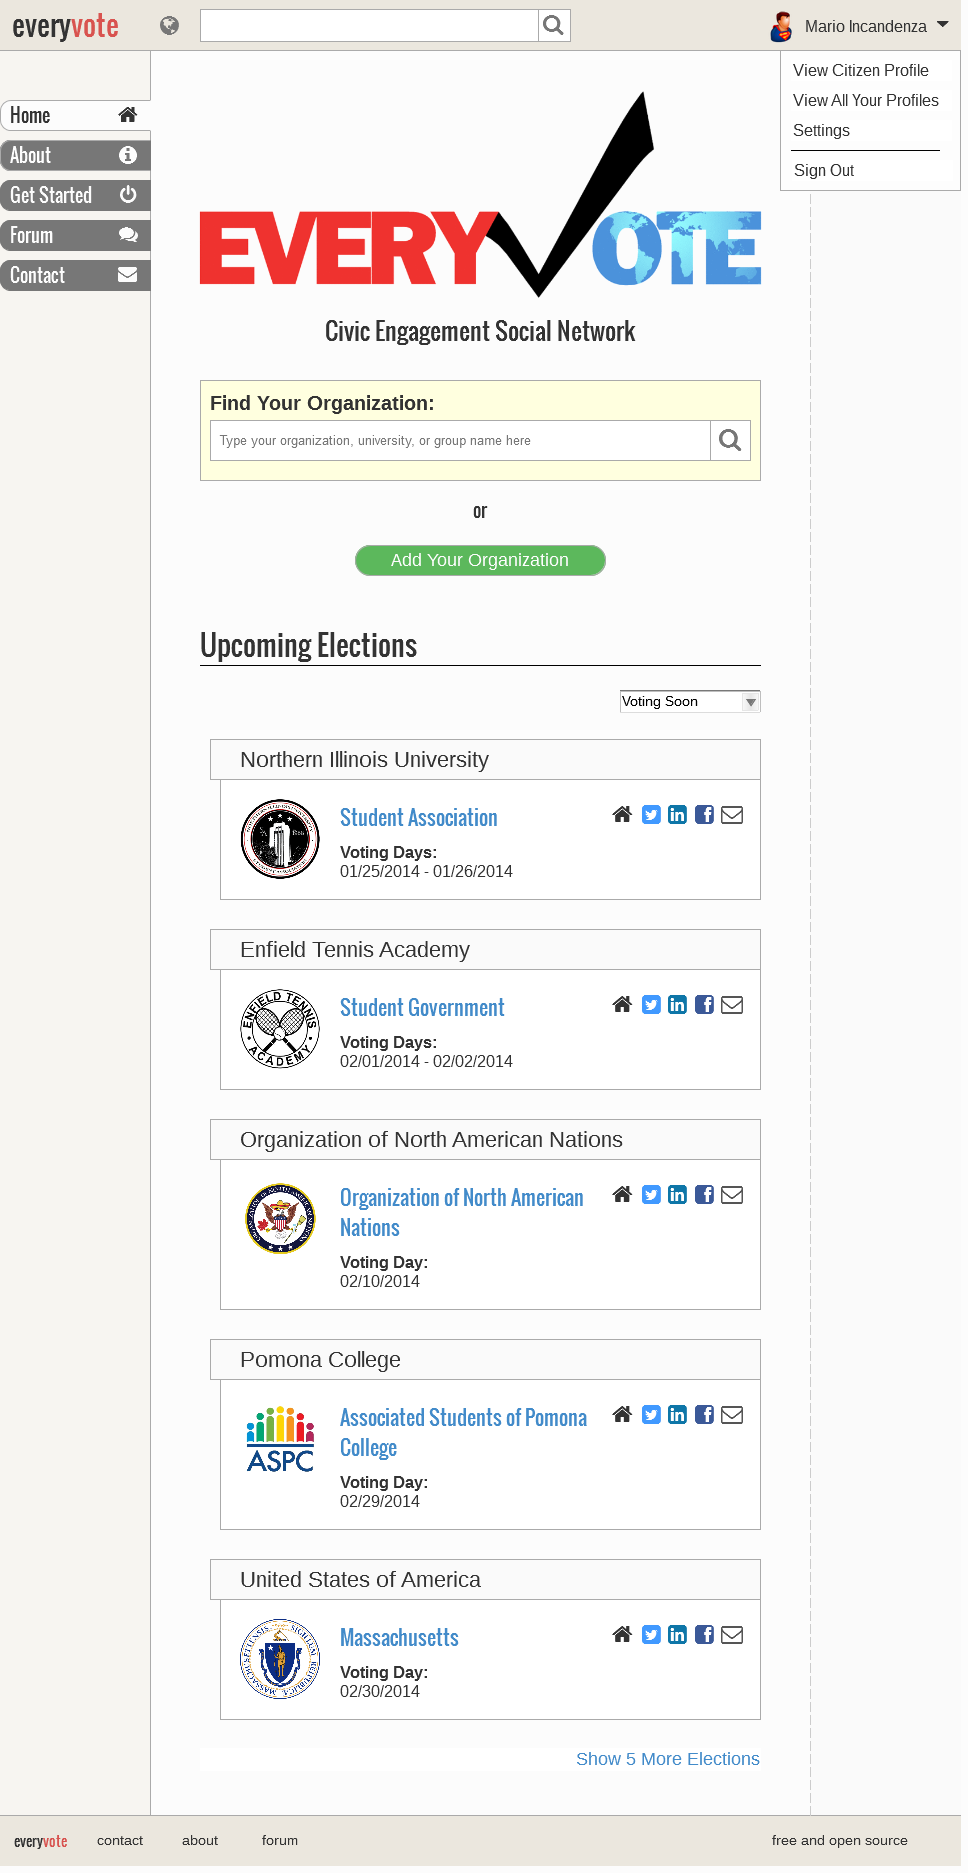 everyvote
Mario Incandenza
View Citizen Profile
View All Your Profiles
Settings
Sign Out
Home
About
Get Started
Forum
Contact
EVERYVOTE
Civic Engagement Social Network
Find Your Organization:
Type your organization, university, or group name here
or
Add Your Organization
Upcoming Elections
Voting Soon
Northern Illinois University
Student Association
Voting Days:
01/25/2014 - 01/26/2014
Enfield Tennis Academy
ENFIELD TENNIS
ACADEMY
Student Government
Voting Days:
02/01/2014 - 02/02/2014
Organization of North American Nations
Organization of North American
Nations
Voting Day:
02/10/2014
Pomona College
ASPC
Associated Students of Pomona
College
Voting Day:
02/29/2014
United States of America
Massachusetts
Voting Day:
02/30/2014
Show 5 More Elections
everyvote contact about forum free and open source